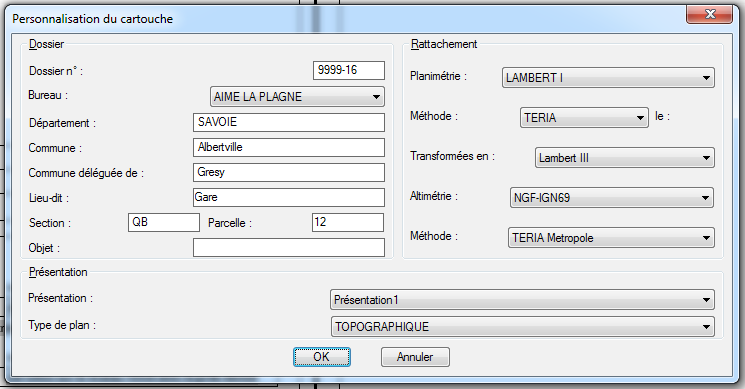 Personnalisation du cartouche
Dossier
Dossier n° :
9999-16
Bureau :
AIME LA PLAGNE
Département :
SAVOIE
Commune :
Albertville
Commune déléguée de :
Gresy
Lieu-dit :
Gare
Section :
QB
Parcelle :
12
Objet :
Rattachement
Planimétrie :
LAMBERT I
Méthode :
TERIA
le :
Transformées en :
Lambert III
Altimétrie :
NGF-IGN69
Méthode :
TERIA Metropole
Présentation
Présentation :
Présentation1
Type de plan :
TOPOGRAPHIQUE
OK
Annuler